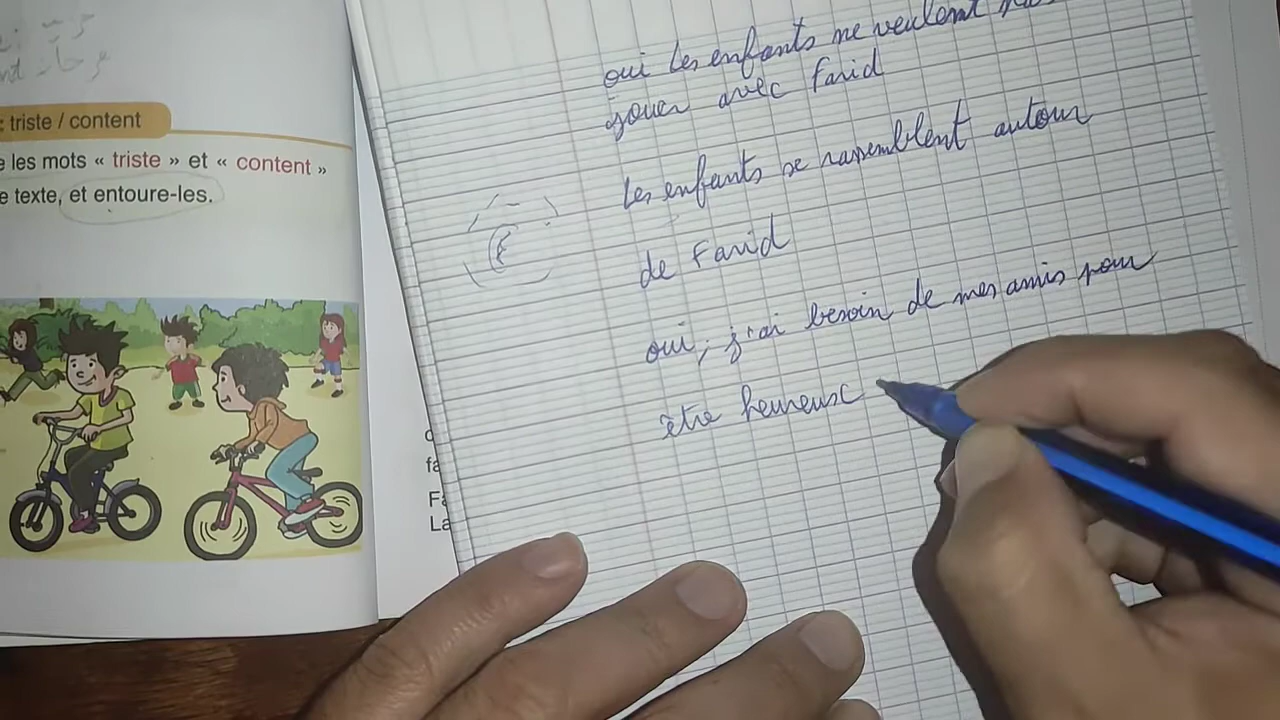 : triste / content
e les mots « triste » et « content »
e texte, et entoure-les.
oui les enfants ne veulent
jouer avec Farid
les enfants se rassemblent autour
de Farid
oui, j'ai besoin de mes amis pour
être heureuse